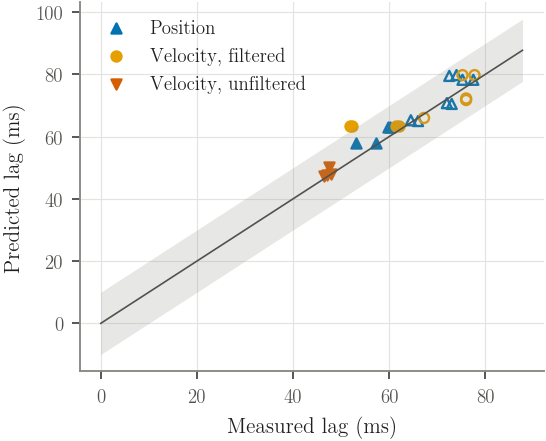 100
80
60
40
20
0
Predicted lag (ms)
Position
Velocity, filtered
Velocity, unfiltered
0 20 40 60 80
Measured lag (ms)